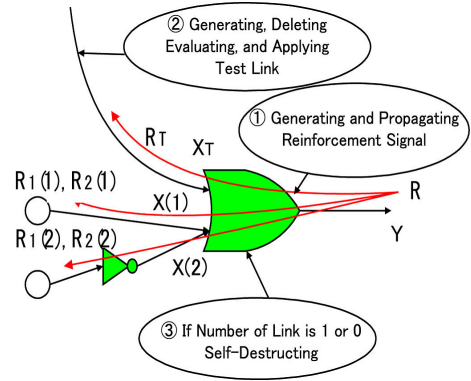 ② Generating, Deleting
Evaluating, and Applying
Test Link
① Generating and Propagating
Reinforcement Signal
RT
XT
R1(1), R2(1)
X(1)
R
R1(2), R2(2)
Y
X(2)
③ If Number of Link is 1 or 0
Self-Destructing